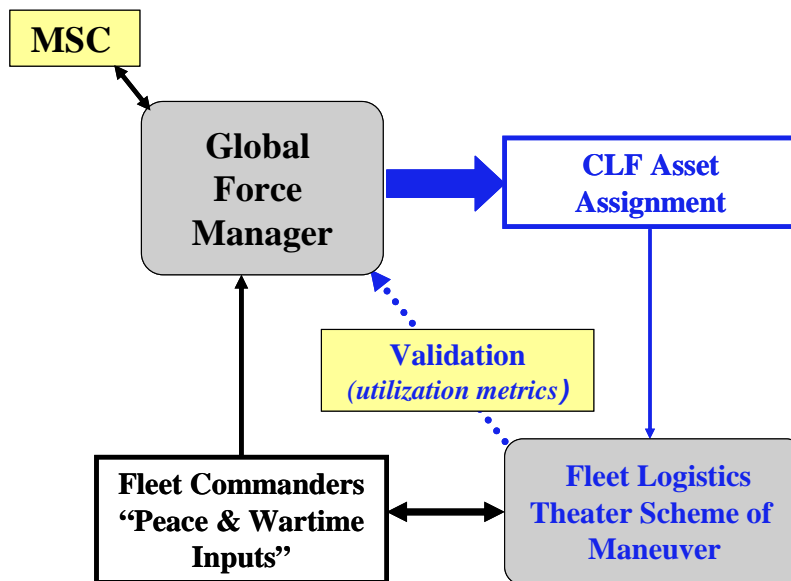 MSC
Global
Force
Manager
CLF Asset
Assignment
Validation
(utilization metrics)
Fleet Commanders
“Peace & Wartime
Inputs”
Fleet Logistics
Theater Scheme of
Maneuver